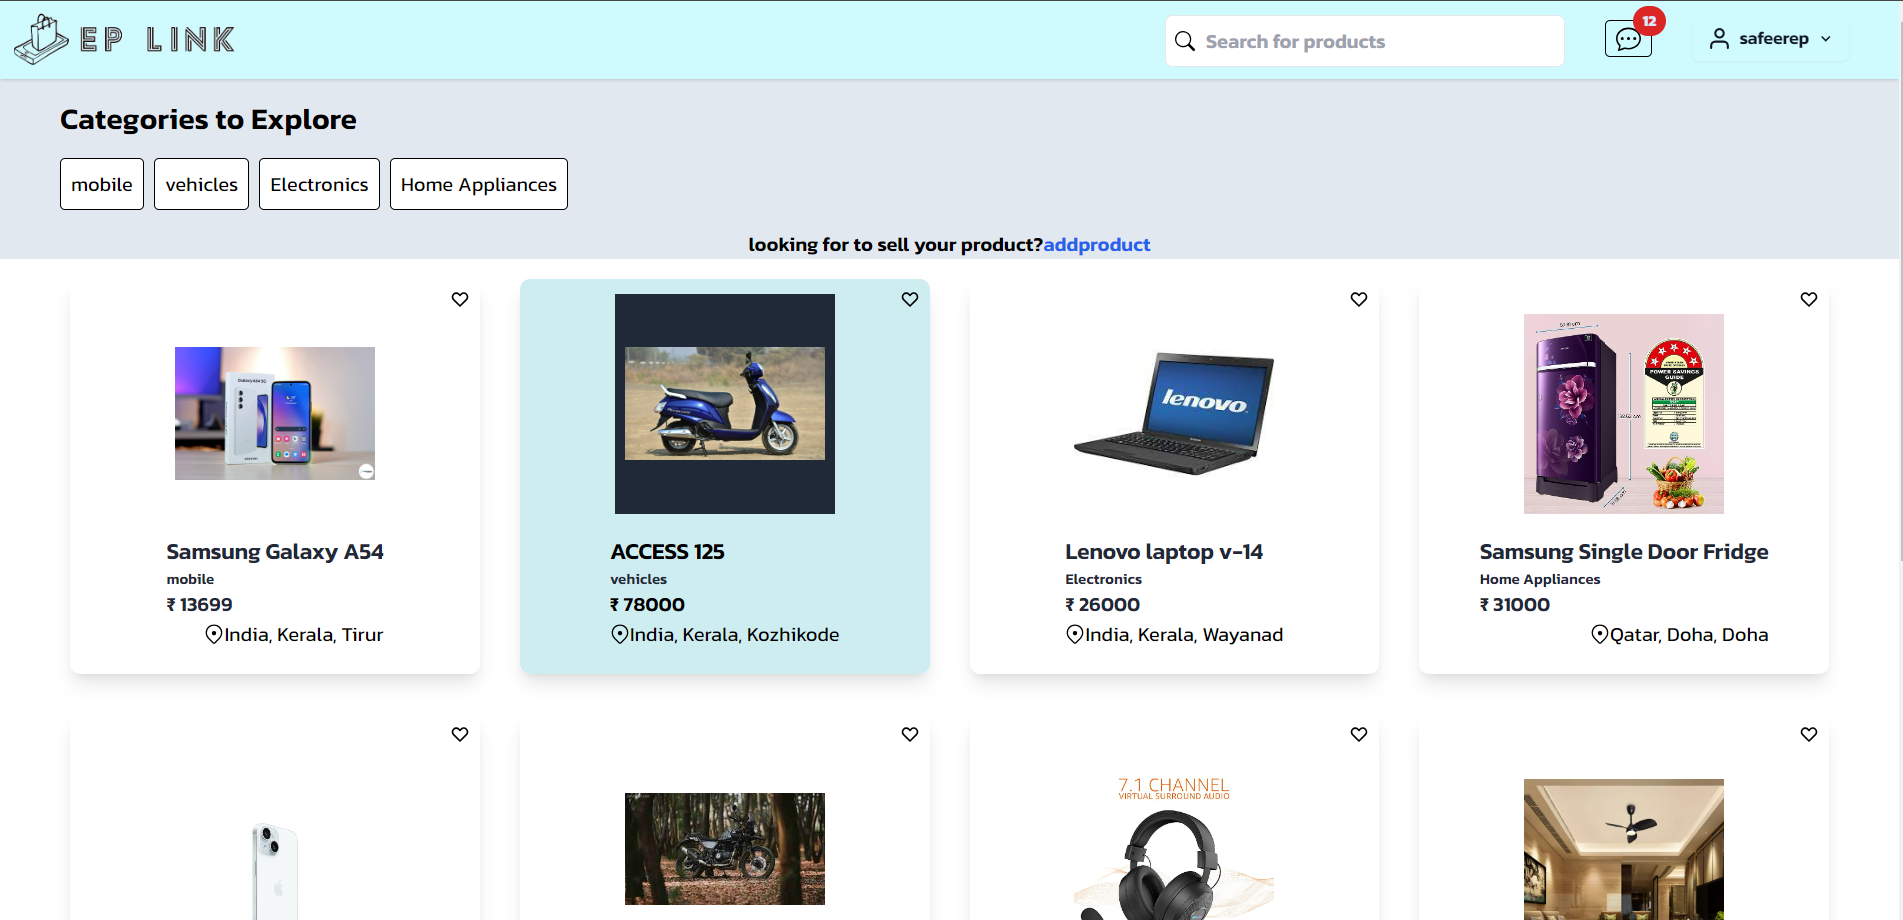 EP LINK
Search for products
12
safeerep
Categories to Explore
mobile
vehicles
Electronics
Home Appliances
looking for to sell your product?addproduct
lenovo
POWER SAVINGS
GUIDE
Samsung Galaxy A54
mobile
₹ 13699
India, Kerala, Tirur
ACCESS 125
vehicles
₹ 78000
India, Kerala, Kozhikode
Lenovo laptop v-14
Electronics
₹ 26000
India, Kerala, Wayanad
Samsung Single Door Fridge
Home Appliances
₹ 31000
Qatar, Doha, Doha
7.1 CHANNEL
VIRTUAL SURROUND AUDIO